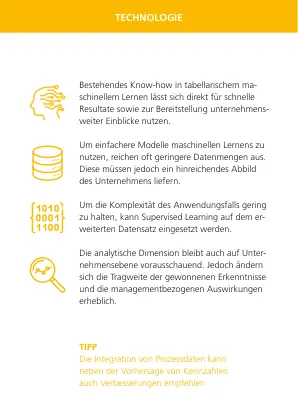 TECHNOLOGIE
Bestehendes Know-how in tabellarischem ma-
schinellem Lernen lässt sich direkt für schnelle
Resultate sowie zur Bereitstellung unternehmens-
weiter Einblicke nutzen.
Um einfachere Modelle maschinellen Lernens zu
nutzen, reichen oft geringere Datenmengen aus.
Diese müssen jedoch ein hinreichendes Abbild
des Unternehmens liefern.
1010
0001
1100
Um die Komplexität des Anwendungsfalls gering
zu halten, kann Supervised Learning auf dem er-
weiterten Datensatz eingesetzt werden.
Die analytische Dimension bleibt auch auf Unter-
nehmensebene vorausschauend. Jedoch ändern
sich die Tragweite der gewonnenen Erkenntnisse
und die managementbezogenen Auswirkungen
erheblich.
TIPP
Die Integration von Prozessdaten kann
neben der Vorhersage von Kennzahlen
auch Verbesserungen empfehlen